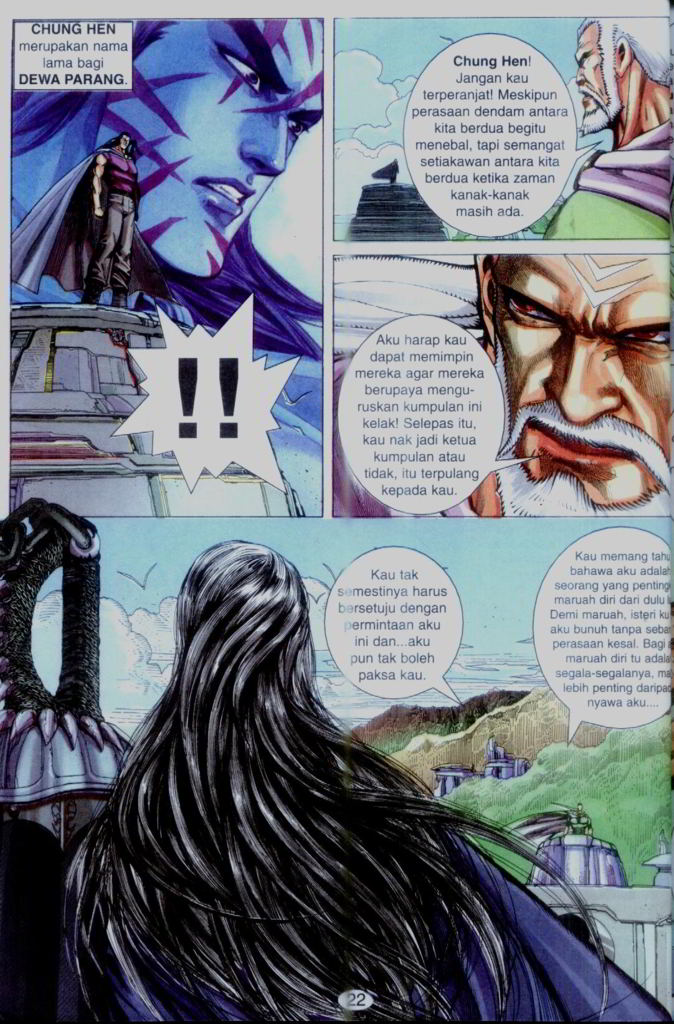 CHUNG HEN
merupakan nama
lama bagi
DEWA PARANG.
Chung Hen!
Jangan kau
terperanjat! Meskipun
perasaan dendam antara
kita berdua begitu
menebal, tapi semangat
setiakawan antara kita
berdua ketika zaman
kanak-kanak
masih ada.
!!
Aku harap kau
dapat memimpin
mereka agar mereka
berupaya mengu-
ruskan kumpulan ini
kelak! Selepas itu,
kau nak jadi ketua
kumpulan atau
tidak, itu terpulang
kepada kau.
Kau tak
semestinya harus
bersetuju dengan
permintaan aku
ini dan...aku
pun tak boleh
paksa kau.
Kau memang tahu
bahawa aku adalah
seorang yang penting
maruah diri dari dulu
Demi maruah, isteri ku
aku bunuh tanpa seba
perasaan kesal. Bagi
maruah diri tu adala
segala-segalanya, ma
lebih penting daripad
nyawa aku....
22